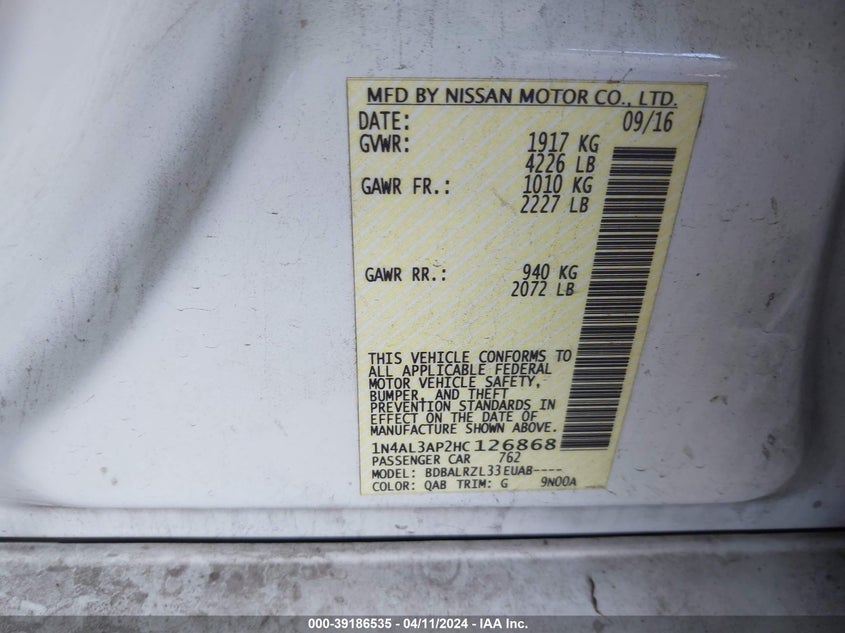 MFD BY NISSAN MOTOR CO., LTD.
DATE: 09/16
GVWR: 1917 KG
4226 LB
GAWR FR.: 1010 KG
2227 LB
GAWR RR.: 940 KG
2072 LB
THIS VEHICLE CONFORMS TO
ALL APPLICABLE FEDERAL
MOTOR VEHICLE SAFETY,
BUMPER, AND THEFT
PREVENTION STANDARDS IN
EFFECT ON THE DATE OF
MANUFACTURE SHOWN ABOVE.
1N4AL3AP2HC126868
PASSENGER CAR 762
MODEL: BDBALRZL33EUAB----
COLOR: QAB TRIM: G 9N00A
000-39186535 - 04/11/2024 - IAA Inc.